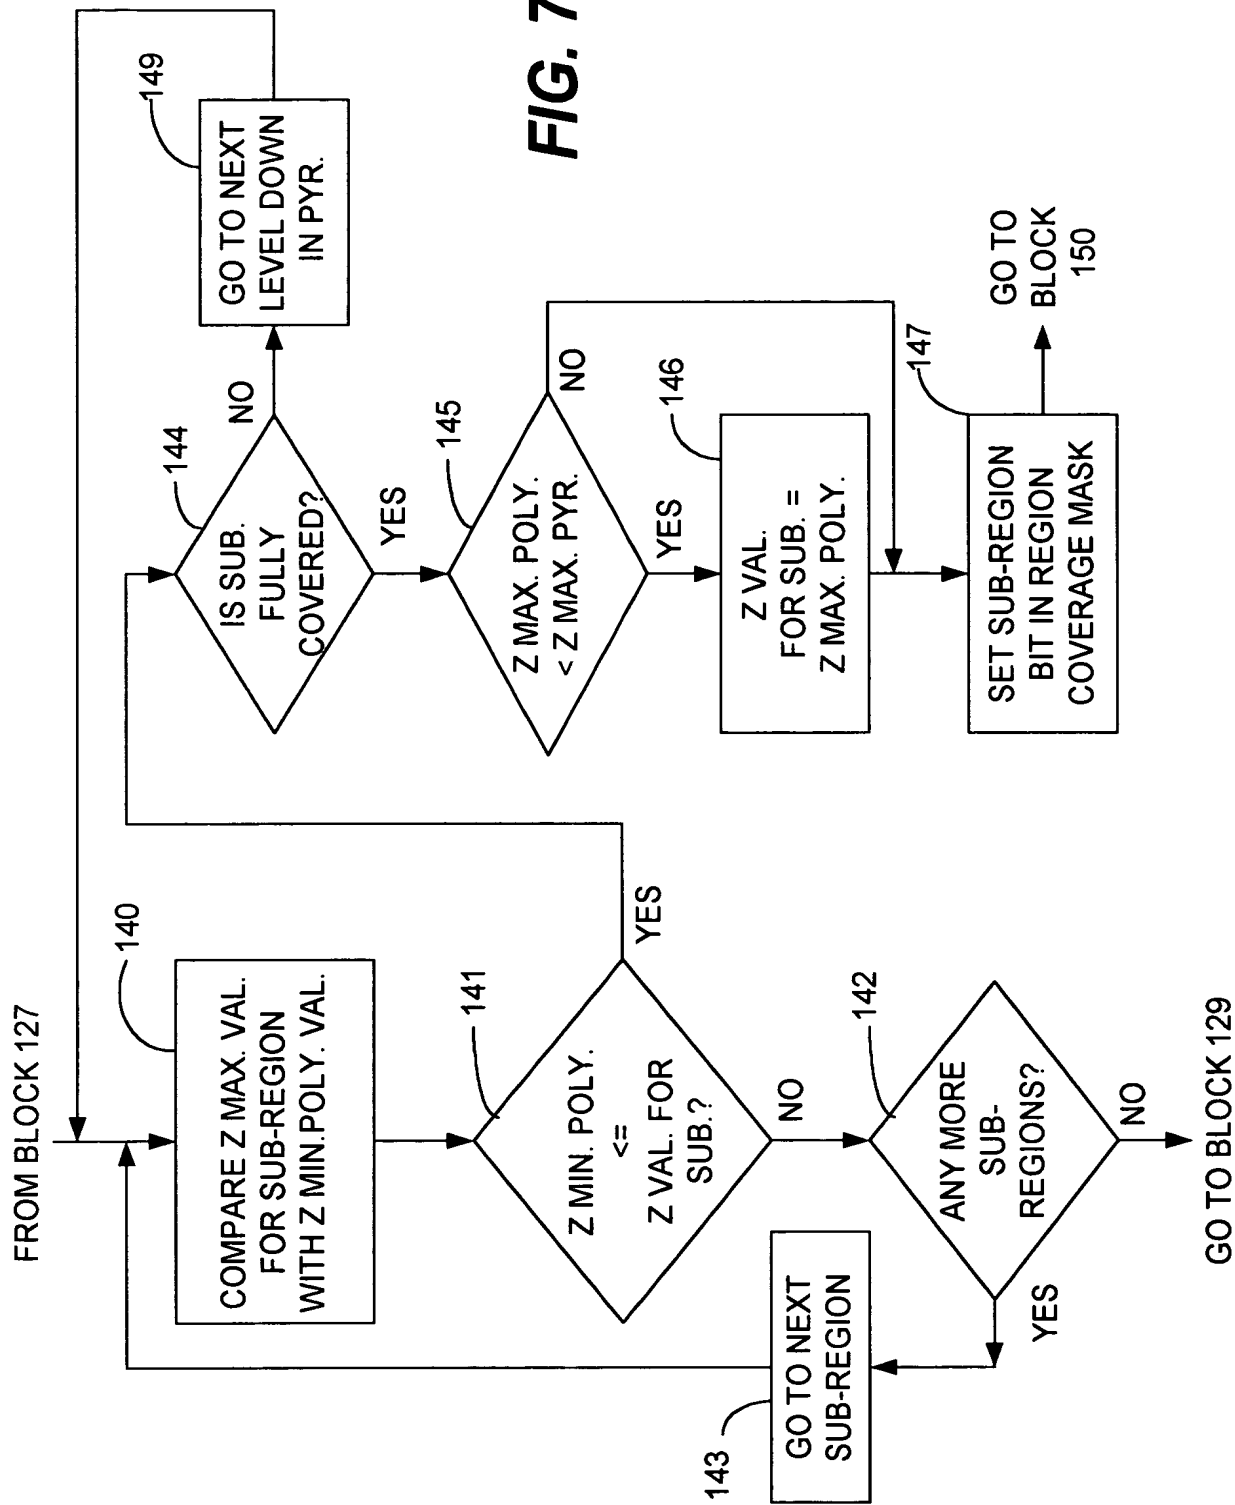 FROM BLOCK 127
140
COMPARE Z MAX. VAL.
FOR SUB-REGION
WITH Z MIN.POLY. VAL.
141
Z MIN. POLY.
<=
Z VAL. FOR
SUB.?
YES
NO
142
ANY MORE
SUB-
REGIONS?
YES
NO
143
GO TO NEXT
SUB-REGION
GO TO BLOCK 129
144
IS SUB.
FULLY
COVERED?
NO
YES
149
GO TO NEXT
LEVEL DOWN
IN PYR.
145
Z MAX. POLY.
< Z MAX. PYR.
NO
YES
146
Z VAL.
FOR SUB. =
Z MAX. POLY.
147
SET SUB-REGION
BIT IN REGION
COVERAGE MASK
GO TO
BLOCK
150
FIG. 7